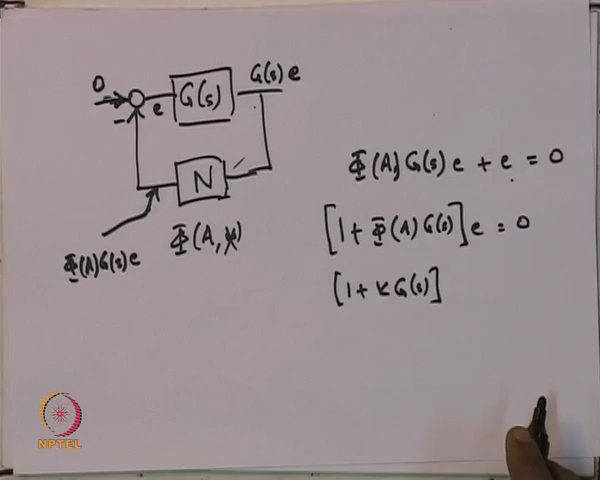 0
-
e
G(s)
G(s) e
N
Φ(A)G(s)e
Φ(A, )
Φ(A) G(s) e + e = 0
[1 + Φ(A) G(s)] e = 0
[1 + K G(s)]
NPTEL